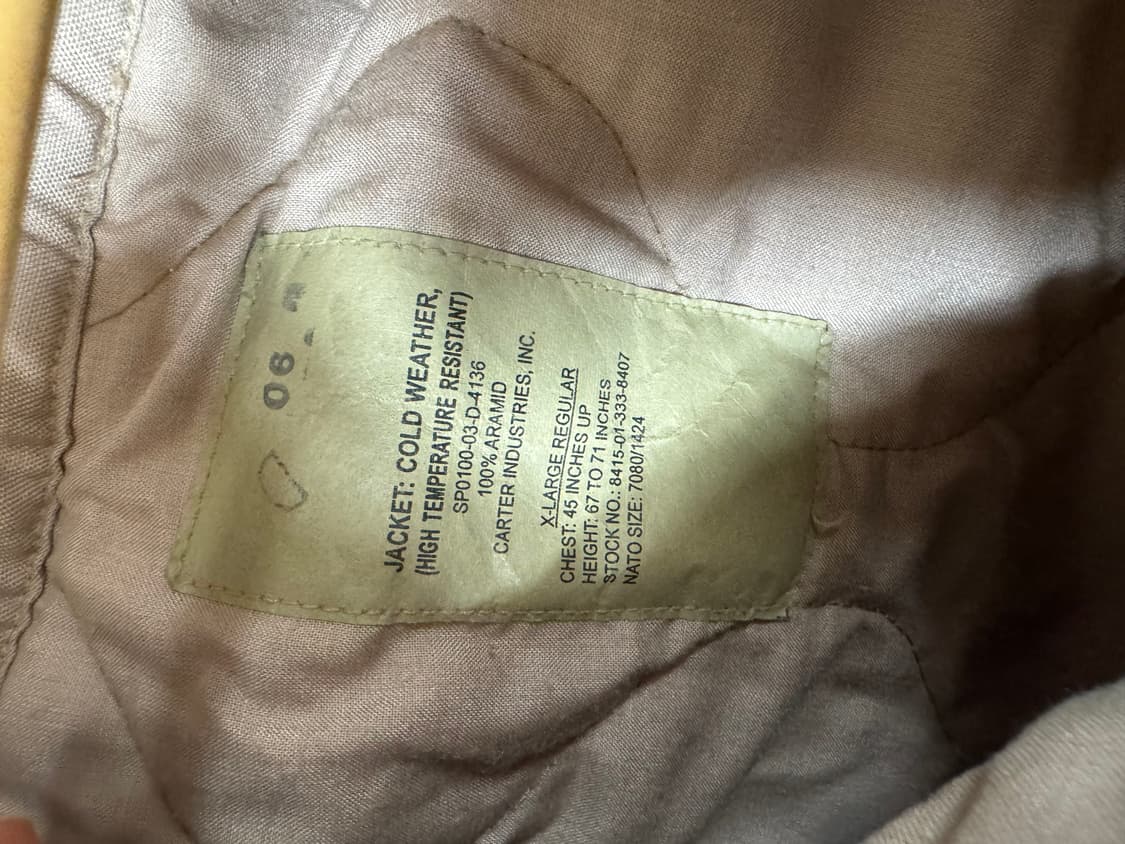 JACKET: COLD WEATHER,
(HIGH TEMPERATURE RESISTANT)
SP0100-03-D-4136
100% ARAMID
CARTER INDUSTRIES, INC.
X-LARGE REGULAR
CHEST: 45 INCHES UP
HEIGHT: 67 TO 71 INCHES
STOCK NO.: 8415-01-333-8407
NATO SIZE: 7080/1424
06